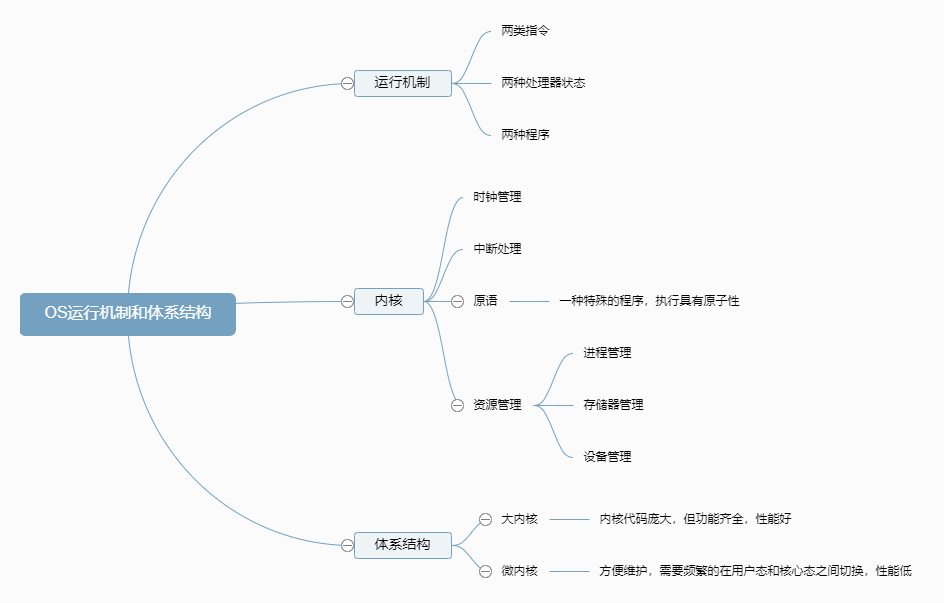 OS运行机制和体系结构
运行机制
两类指令
两种处理器状态
两种程序
内核
时钟管理
中断处理
原语
一种特殊的程序，执行具有原子性
资源管理
进程管理
存储器管理
设备管理
体系结构
大内核
内核代码庞大，但功能齐全，性能好
微内核
方便维护，需要频繁的在用户态和核心态之间切换，性能低